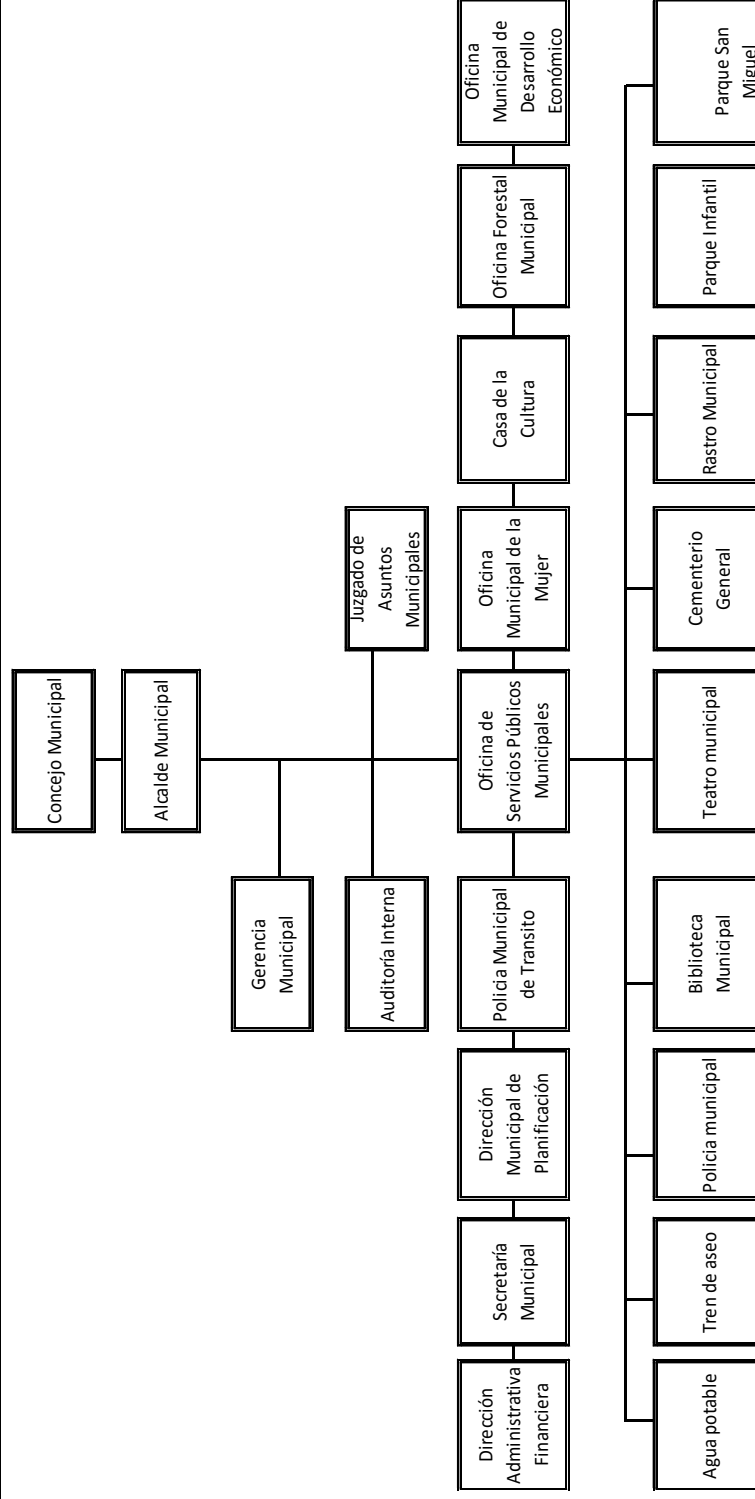 Concejo Municipal
Alcalde Municipal
Gerencia
Municipal
Auditoría Interna
Juzgado de
Asuntos
Municipales
Dirección
Administrativa
Financiera
Secretaría
Municipal
Dirección
Municipal de
Planificación
Policia Municipal
de Transito
Oficina de
Servicios Públicos
Municipales
Oficina
Municipal de la
Mujer
Casa de la
Cultura
Oficina Forestal
Municipal
Oficina
Municipal de
Desarrollo
Económico
Agua potable
Tren de aseo
Policia municipal
Biblioteca
Municipal
Teatro municipal
Cementerio
General
Rastro Municipal
Parque Infantil
Parque San
Miguel